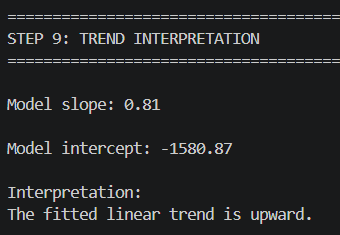 =====================================
STEP 9: TREND INTERPRETATION
=====================================
Model slope: 0.81
Model intercept: -1580.87
Interpretation:
The fitted linear trend is upward.